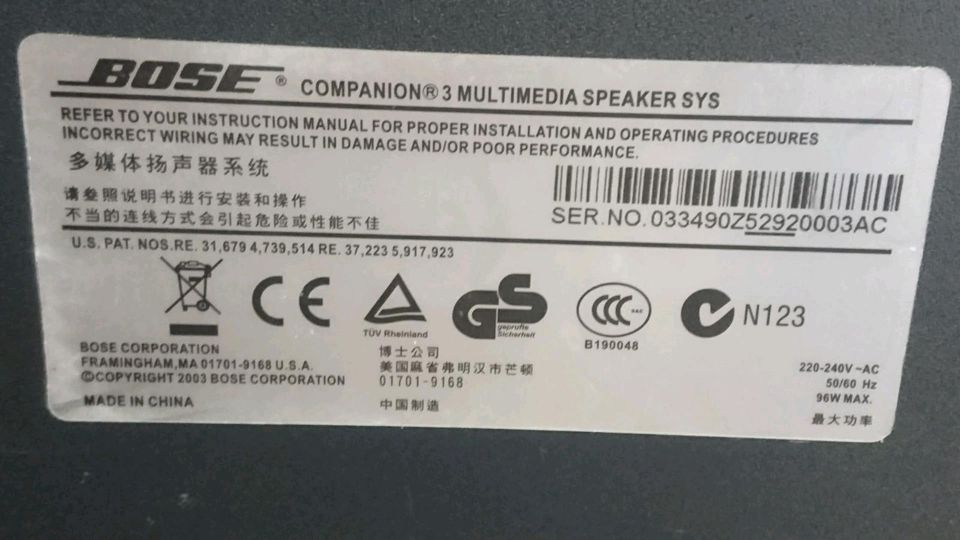 BOSE® COMPANION® 3 MULTIMEDIA SPEAKER SYS
REFER TO YOUR INSTRUCTION MANUAL FOR PROPER INSTALLATION AND OPERATING PROCEDURES
INCORRECT WIRING MAY RESULT IN DAMAGE AND/OR POOR PERFORMANCE.
多媒体扬声器系统
请参照说明书进行安装和操作
不当的连线方式会引起危险或性能不佳
SER.NO. 033490Z52920003AC
U.S. PAT. NOS.RE. 31,679 4,739,514 RE. 37,223 5,917,923
CE
TÜV Rheinland
GS
geprüfte
Sicherheit
CCC
B190048
N123
BOSE CORPORATION
FRAMINGHAM,MA 01701-9168 U.S.A.
©COPYRIGHT 2003 BOSE CORPORATION
MADE IN CHINA
博士公司
美国麻省弗明汉市芒顿
01701-9168
中国制造
220-240V ~AC
50/60 Hz
96W MAX.
最大功率